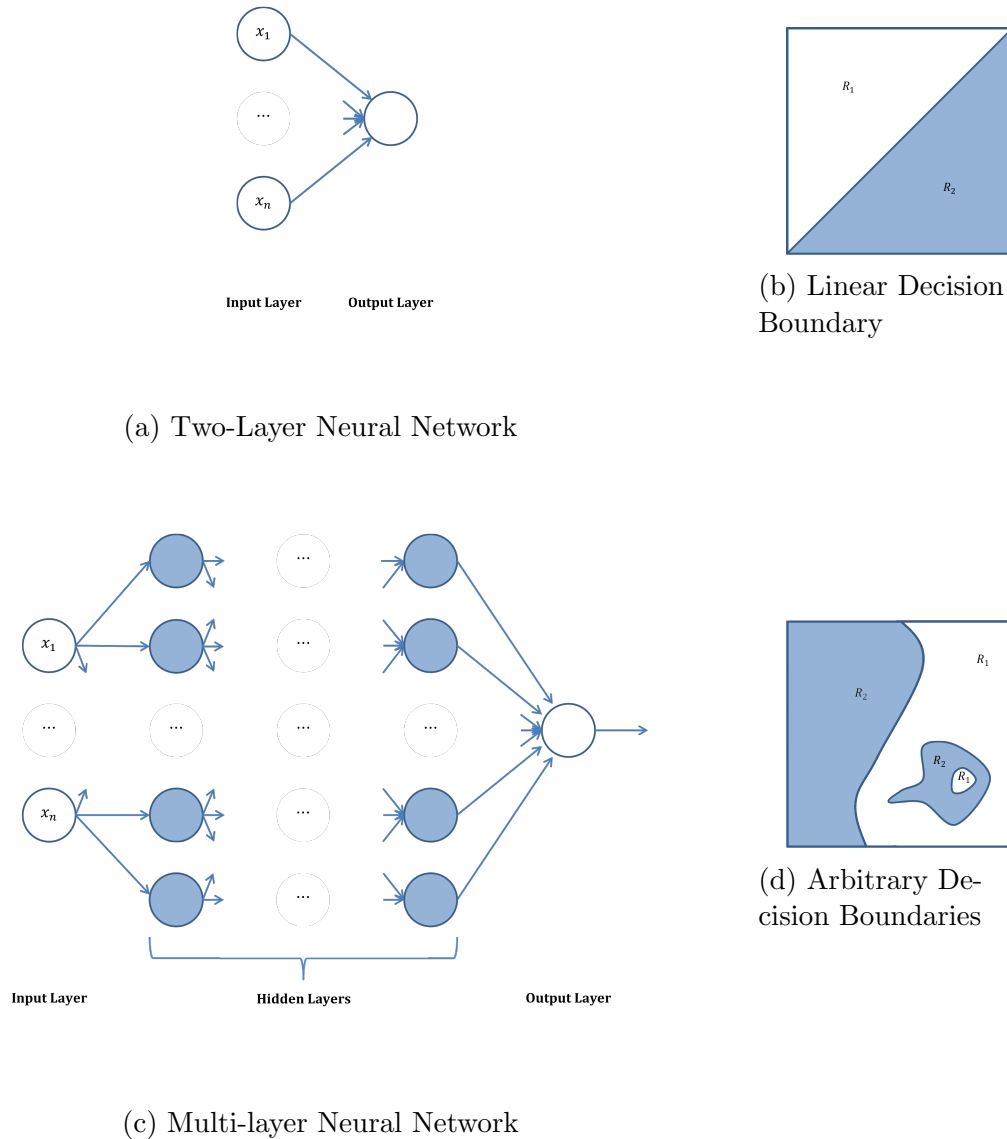 x₁
...
xₙ
Input Layer Output Layer
(a) Two-Layer Neural Network
R₁
R₂
(b) Linear Decision
Boundary
... 
x₁
...
... ... ... ...
xₙ
...
...
Input Layer Hidden Layers Output Layer
(c) Multi-layer Neural Network
R₁
R₂
R₂
R₁
(d) Arbitrary De-
cision Boundaries